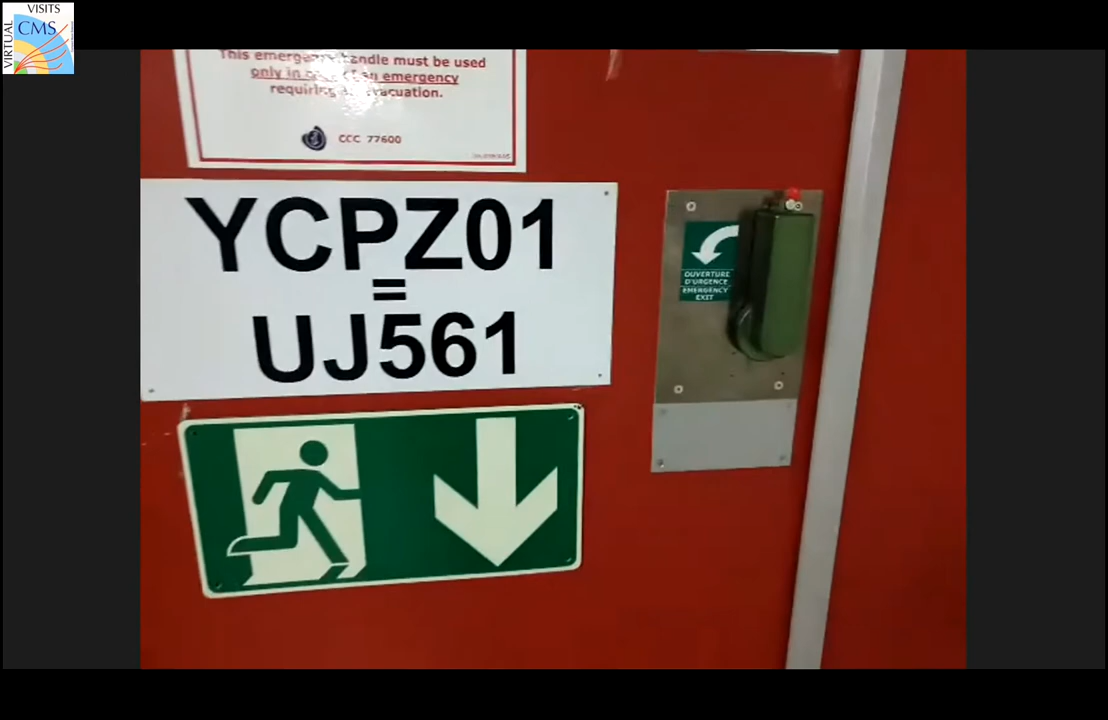 VISITS
VIRTUAL
CMS
This emergency handle must be used
only in case of an emergency
requiring an evacuation.
CCC 77600
YCPZ01
=
UJ561
OUVERTURE
D'URGENCE
EMERGENCY
EXIT